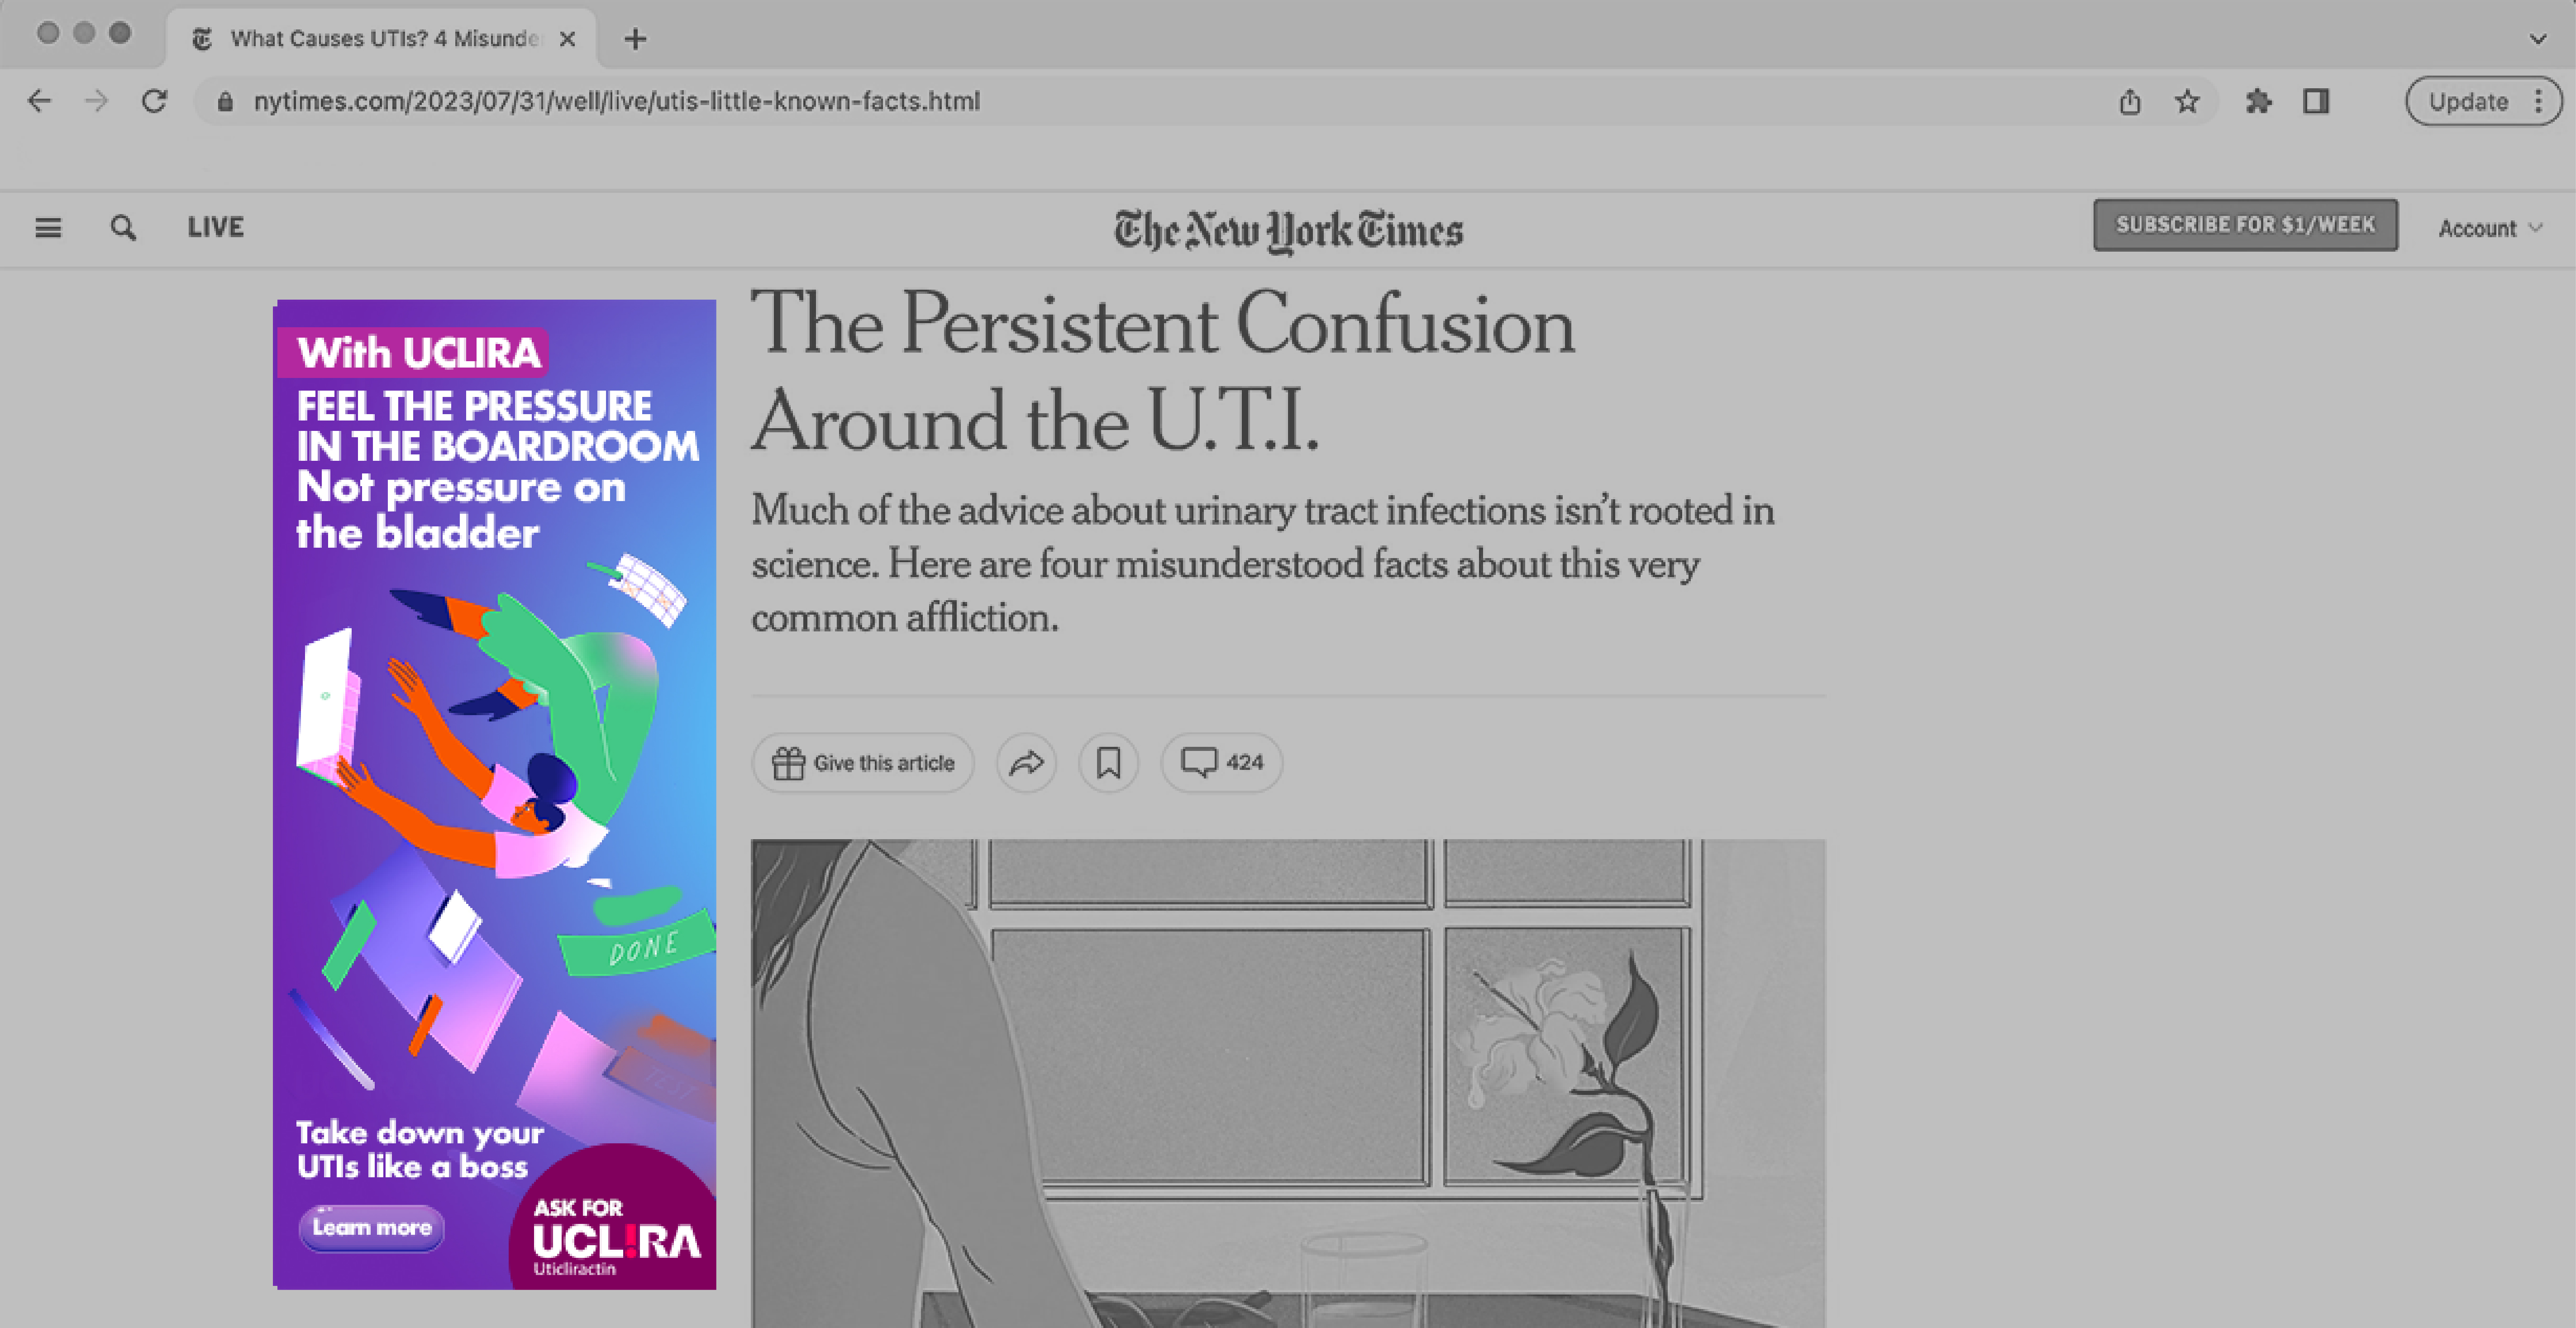 What Causes UTIs? 4 Misunde
nytimes.com/2023/07/31/well/live/utis-little-known-facts.html
Update
LIVE
The New York Times
SUBSCRIBE FOR $1/WEEK
Account
With UCLIRA
FEEL THE PRESSURE
IN THE BOARDROOM
Not pressure on
the bladder
DONE
Take down your
UTIs like a boss
Learn more
ASK FOR
UCL!RA
Uticliractin
The Persistent Confusion
Around the U.T.I.
Much of the advice about urinary tract infections isn't rooted in
science. Here are four misunderstood facts about this very
common affliction.
Give this article
424